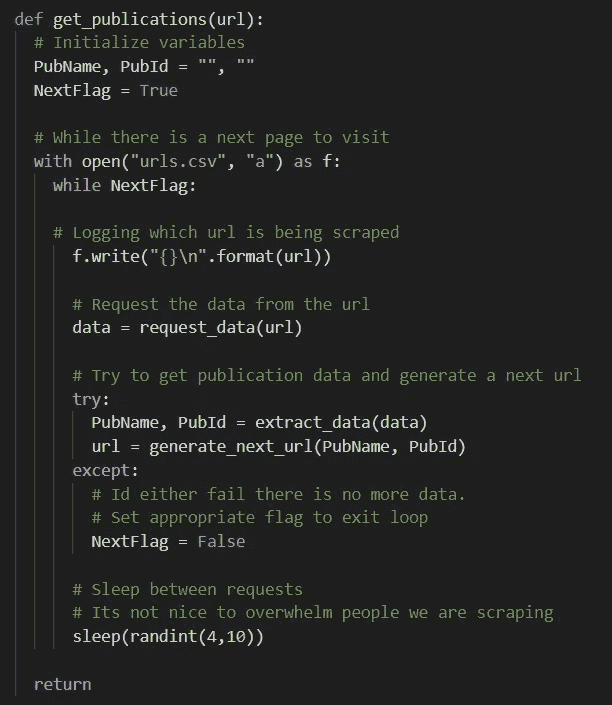 def get_publications(url):
# Initialize variables
PubName, PubId = "", ""
NextFlag = True
# While there is a next page to visit
with open("urls.csv", "a") as f:
while NextFlag:
# Logging which url is being scraped
f.write("{}\n".format(url))
# Request the data from the url
data = request_data(url)
# Try to get publication data and generate a next url
try:
PubName, PubId = extract_data(data)
url = generate_next_url(PubName, PubId)
except:
# Id either fail there is no more data.
# Set appropriate flag to exit loop
NextFlag = False
# Sleep between requests
# Its not nice to overwhelm people we are scraping
sleep(randint(4,10))
return